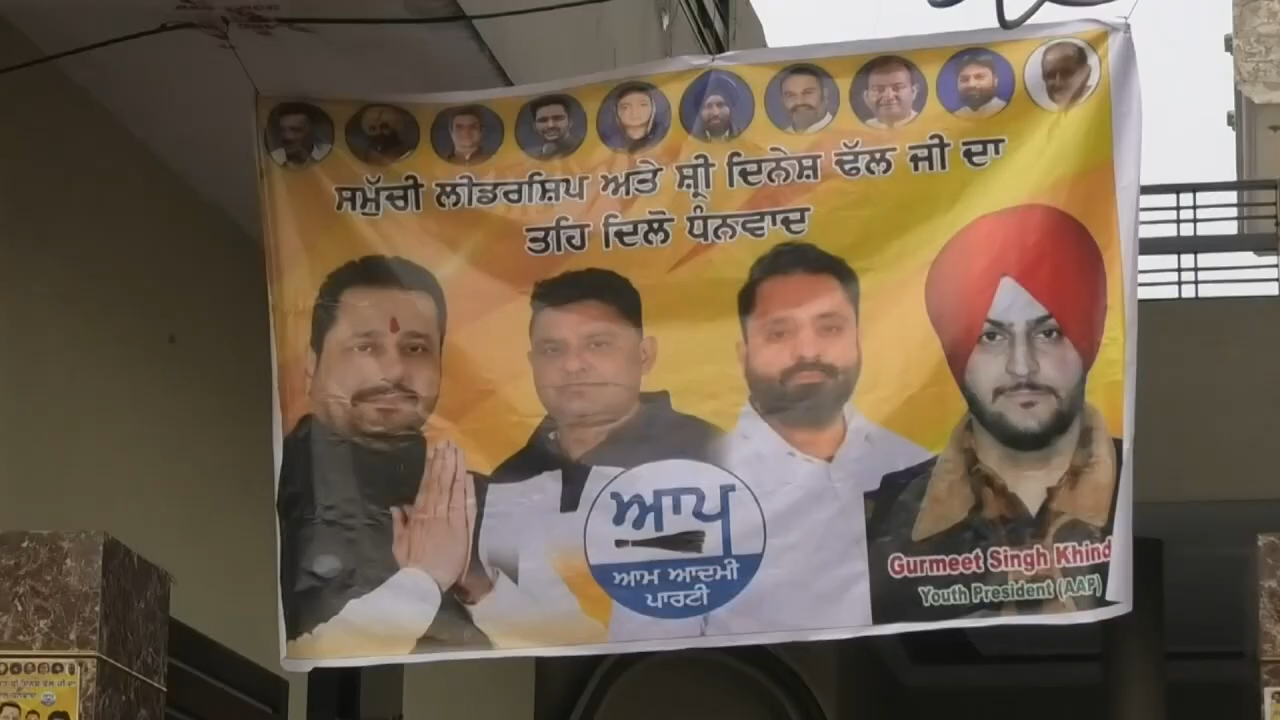 ਸਮੁੱਚੀ ਲੀਡਰਸ਼ਿਪ ਅਤੇ ਸ਼੍ਰੀ ਦਿਨੇਸ਼ ਢੱਲ ਜੀ ਦਾ
ਤਹਿ ਦਿਲੋ ਧੰਨਵਾਦ
ਆਪ
ਆਮ ਆਦਮੀ
ਪਾਰਟੀ
Gurmeet Singh Khind
Youth President (AAP)